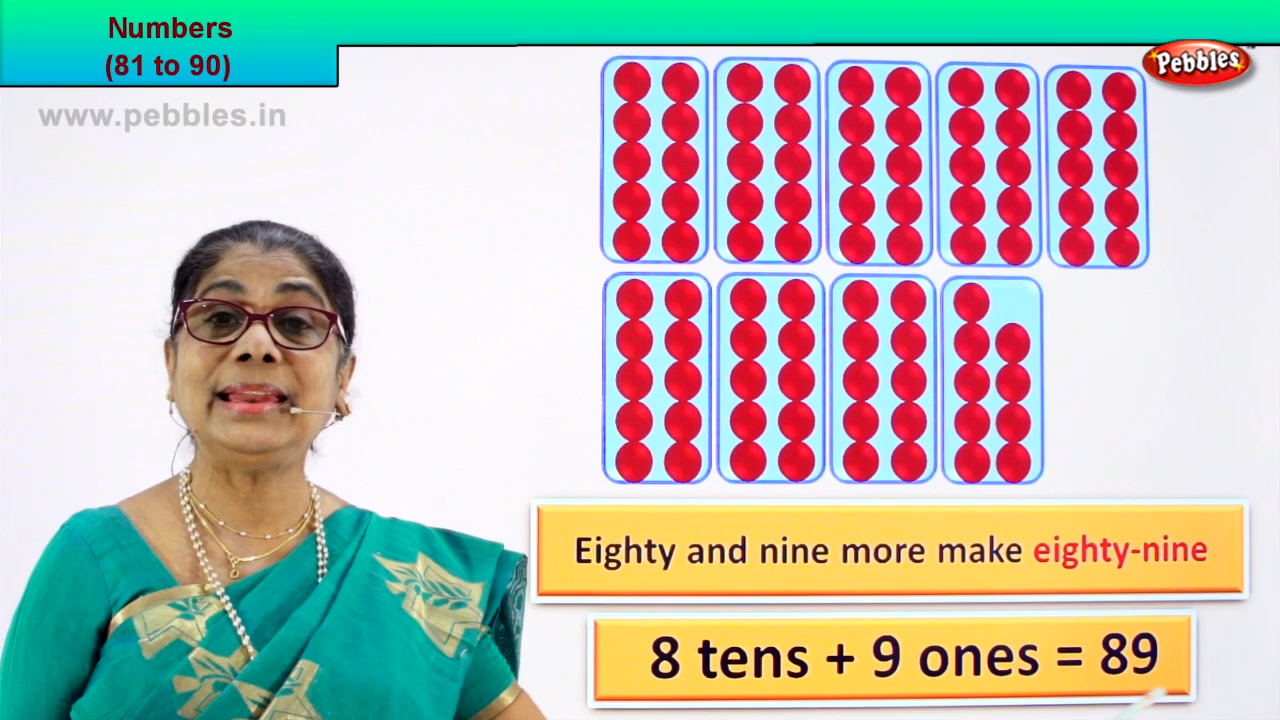 Numbers
(81 to 90)
Pebbles
www.pebbles.in
Eighty and nine more make eighty-nine
8 tens + 9 ones = 89